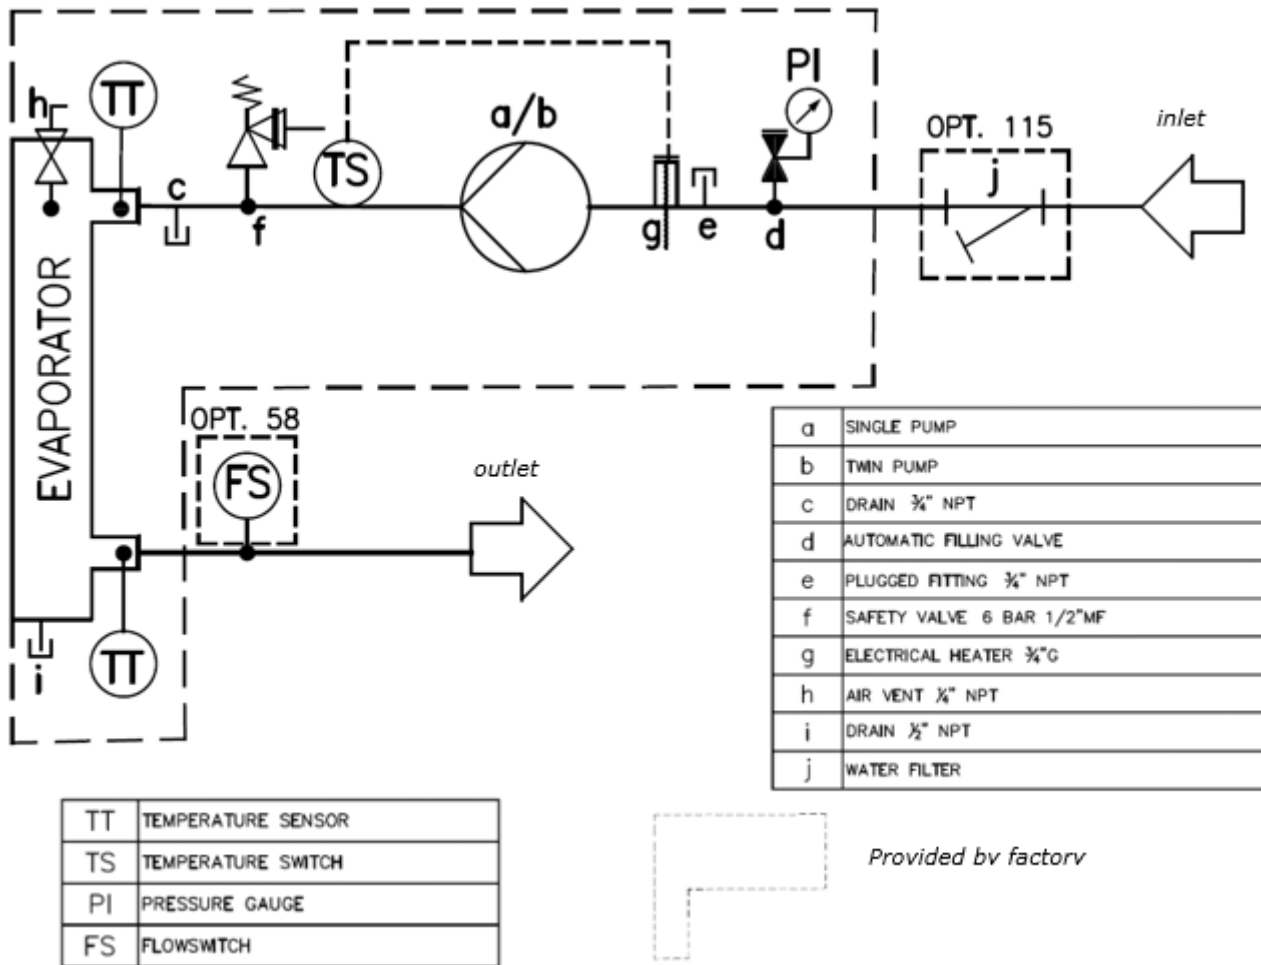 PI
TT
h
a/b
OPT. 115
inlet
TS
j
c
f
g
e
d
EVAPORATOR
OPT. 58
FS
outlet
i
TT
a SINGLE PUMP
b TWIN PUMP
c DRAIN ¾" NPT
d AUTOMATIC FILLING VALVE
e PLUGGED FITTING ¾" NPT
f SAFETY VALVE 6 BAR 1/2"MF
g ELECTRICAL HEATER ¾"G
h AIR VENT ¼" NPT
i DRAIN ½" NPT
j WATER FILTER
TT TEMPERATURE SENSOR
TS TEMPERATURE SWITCH
PI PRESSURE GAUGE
FS FLOWSWITCH
Provided by factory